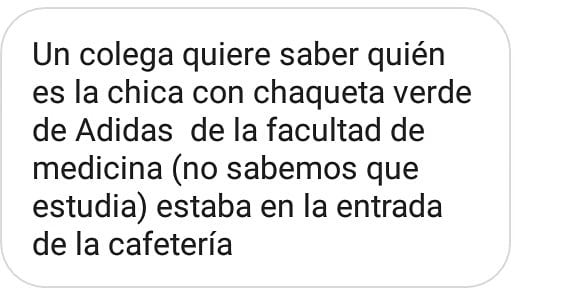 Un colega quiere saber quién
es la chica con chaqueta verde
de Adidas  de la facultad de
medicina (no sabemos que
estudia) estaba en la entrada
de la cafetería